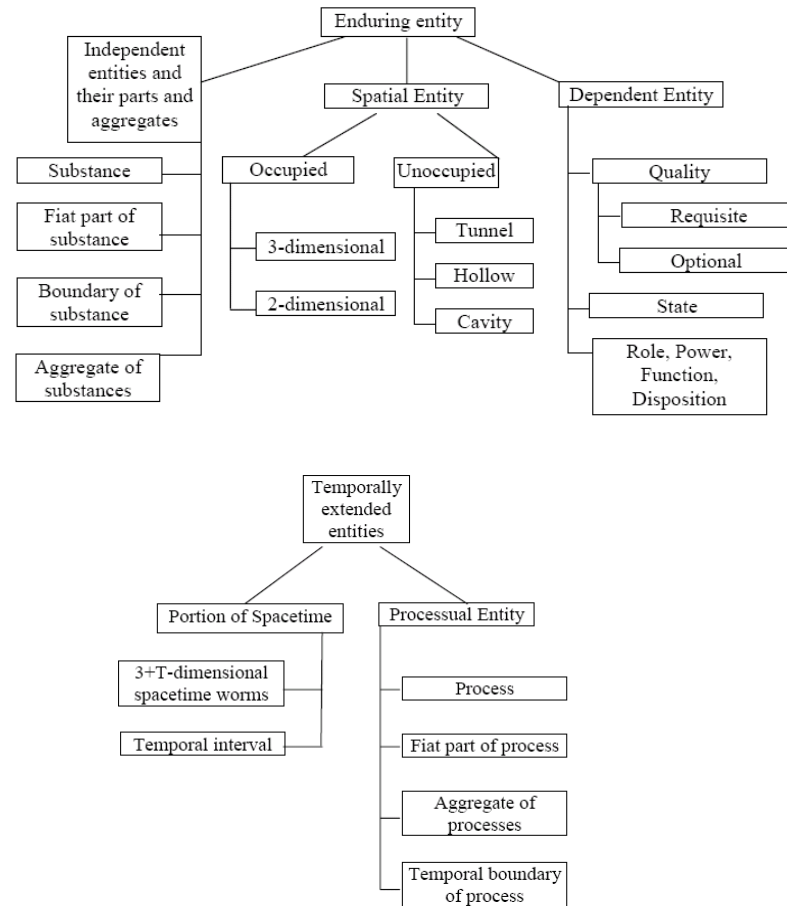 Enduring entity
Independent
entities and
their parts and
aggregates
Spatial Entity
Dependent Entity
Substance
Fiat part of
substance
Boundary of
substance
Aggregate of
substances
Occupied
3-dimensional
2-dimensional
Unoccupied
Tunnel
Hollow
Cavity
Quality
Requisite
Optional
State
Role, Power,
Function,
Disposition
Temporally
extended
entities
Portion of Spacetime
3+T-dimensional
spacetime worms
Temporal interval
Processual Entity
Process
Fiat part of process
Aggregate of
processes
Temporal boundary
of process